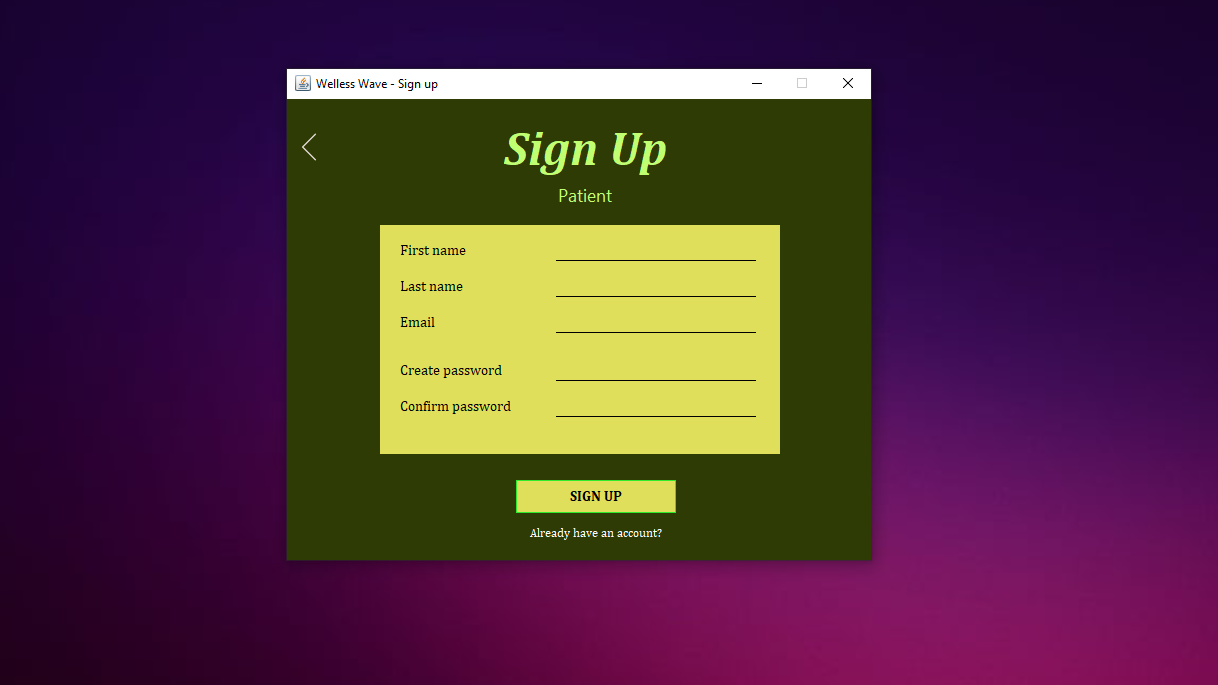 Welless Wave - Sign up
Sign Up
Patient
First name
Last name
Email
Create password
Confirm password
SIGN UP
Already have an account?